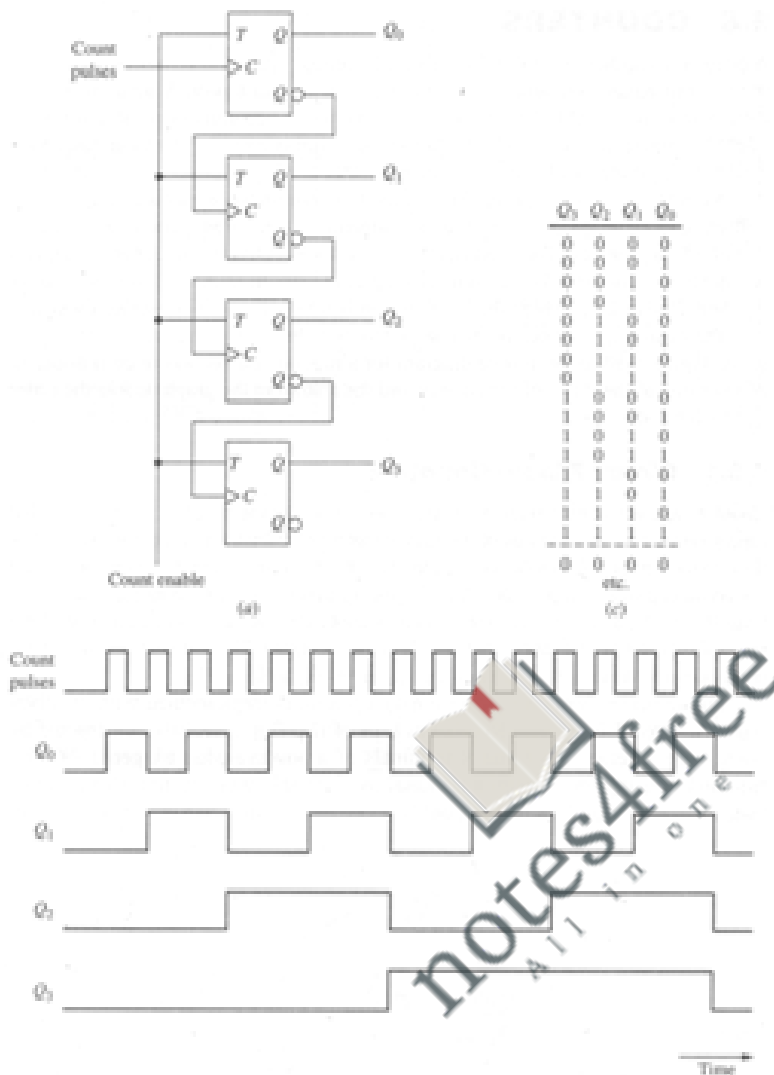 T Q Q₀
Count
pulses
C
Q̅
T Q Q₁
C
Q̅
T Q Q₂
C
Q̅
T Q Q₃
C
Q̅
Count enable
(a)
Q₃ Q₂ Q₁ Q₀
0 0 0 0
0 0 0 1
0 0 1 0
0 0 1 1
0 1 0 0
0 1 0 1
0 1 1 0
0 1 1 1
1 0 0 0
1 0 0 1
1 0 1 0
1 0 1 1
1 1 0 0
1 1 0 1
1 1 1 0
1 1 1 1
0 0 0 0
etc.
(c)
Count
pulses
Q₀
Q₁
Q₂
Q₃
Time
notes4free
All in one